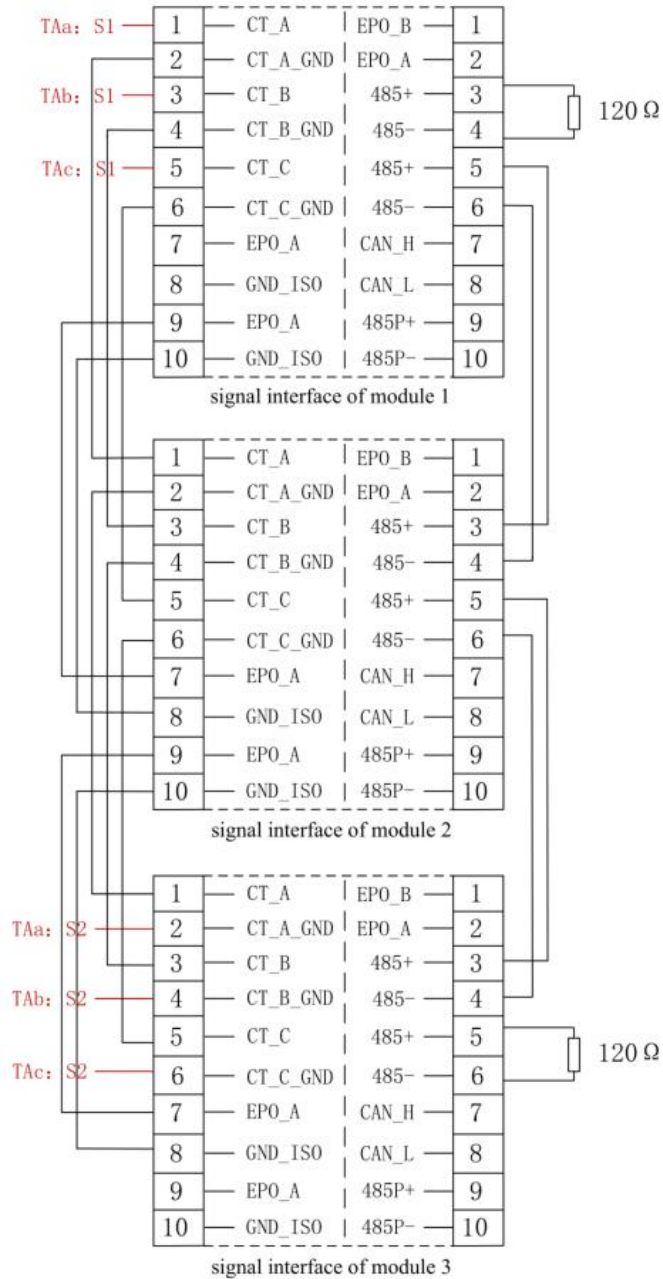 TAa: S1 1 CT_A EPO_B 1
2 CT_A_GND EPO_A 2
TAb: S1 3 CT_B 485+ 3
120 Ω
4 CT_B_GND 485- 4
TAc: S1 5 CT_C 485+ 5
6 CT_C_GND 485- 6
7 EPO_A CAN_H 7
8 GND_ISO CAN_L 8
9 EPO_A 485P+ 9
10 GND_ISO 485P- 10
signal interface of module 1
1 CT_A EPO_B 1
2 CT_A_GND EPO_A 2
3 CT_B 485+ 3
4 CT_B_GND 485- 4
5 CT_C 485+ 5
6 CT_C_GND 485- 6
7 EPO_A CAN_H 7
8 GND_ISO CAN_L 8
9 EPO_A 485P+ 9
10 GND_ISO 485P- 10
signal interface of module 2
1 CT_A EPO_B 1
TAa: S2 2 CT_A_GND EPO_A 2
3 CT_B 485+ 3
TAb: S2 4 CT_B_GND 485- 4
5 CT_C 485+ 5
120 Ω
TAc: S2 6 CT_C_GND 485- 6
7 EPO_A CAN_H 7
8 GND_ISO CAN_L 8
9 EPO_A 485P+ 9
10 GND_ISO 485P- 10
signal interface of module 3